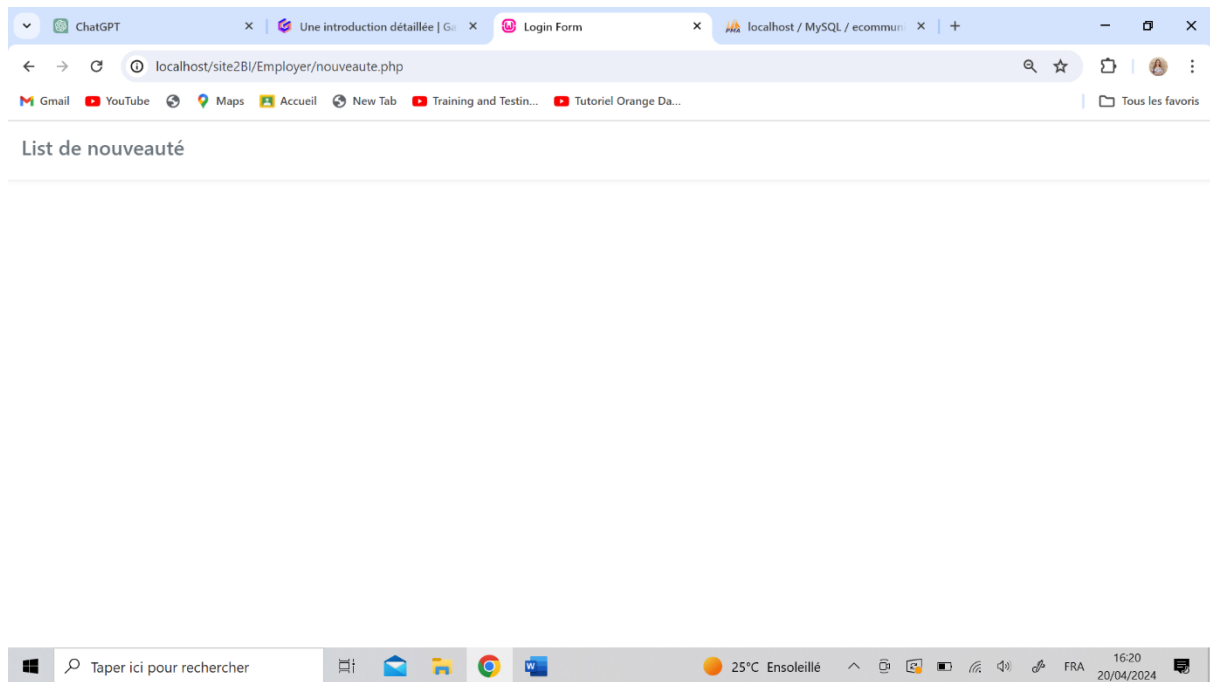 ChatGPT Une introduction détaillée | Ga Login Form localhost / MySQL / ecommuni
localhost/site2BI/Employer/nouveaute.php
Gmail YouTube Maps Accueil New Tab Training and Testin... Tutoriel Orange Da... Tous les favoris
List de nouveauté
Taper ici pour rechercher 25°C Ensoleillé FRA 16:20
20/04/2024